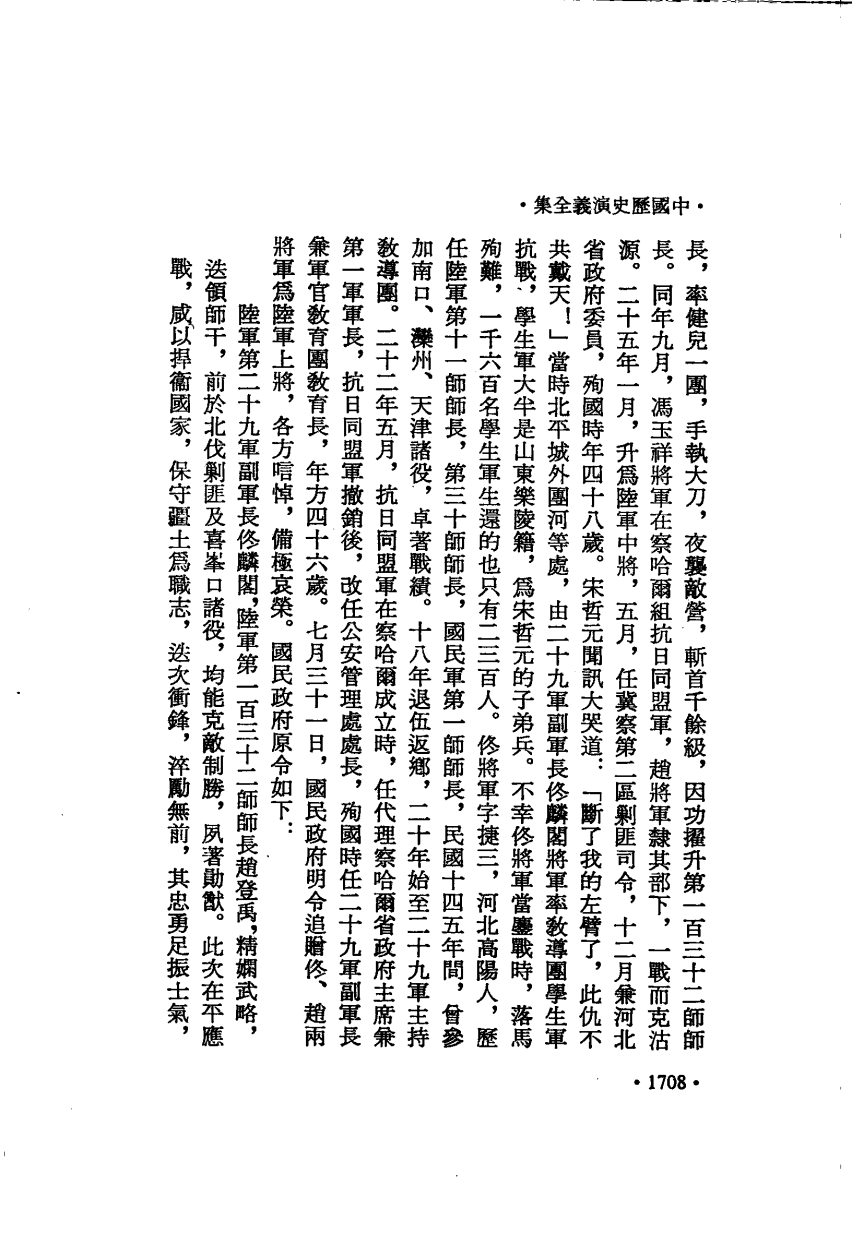 •中國歷史演義全集•
長，率健兒一團，手執大刀，夜襲敵營，斬首千餘級，因功擢升第一百三十二師師
長。同年九月，馮玉祥將軍在察哈爾組抗日同盟軍，趙將軍隸其部下，一戰而克沽
源。二十五年一月，升爲陸軍中將，五月，任冀察第二區剿匪司令，十二月兼河北
省政府委員，殉國時年四十八歲。宋哲元聞訊大哭道：「斷了我的左臂了，此仇不
共戴天！」當時北平城外團河等處，由二十九軍副軍長佟麟閣將軍率敎導團學生軍
抗戰，學生軍大半是山東樂陵籍，爲宋哲元的子弟兵。不幸佟將軍當鏖戰時，落馬
殉難，一千六百名學生軍生還的也只有二三百人。佟將軍字捷三，河北高陽人，歷
任陸軍第十一師師長，第三十師師長，國民軍第一師師長，民國十四五年間，曾參
加南口、灤州、天津諸役，卓著戰績。十八年退伍返鄉，二十年始至二十九軍主持
敎導團。二十二年五月，抗日同盟軍在察哈爾成立時，任代理察哈爾省政府主席兼
第一軍軍長，抗日同盟軍撤銷後，改任公安管理處處長，殉國時任二十九軍副軍長
兼軍官敎育團敎育長，年方四十六歲。七月三十一日，國民政府明令追贈佟、趙兩
將軍爲陸軍上將，各方唁悼，備極哀榮。國民政府原令如下：
陸軍第二十九軍副軍長佟麟閣，陸軍第一百三十二師師長趙登禹，精嫻武略，
迭領師干，前於北伐剿匪及喜峯口諸役，均能克敵制勝，夙著勛猷。此次在平應
戰，咸以捍衞國家，保守疆土爲職志，迭次衝鋒，淬勵無前，其忠勇足振士氣，
•1708•